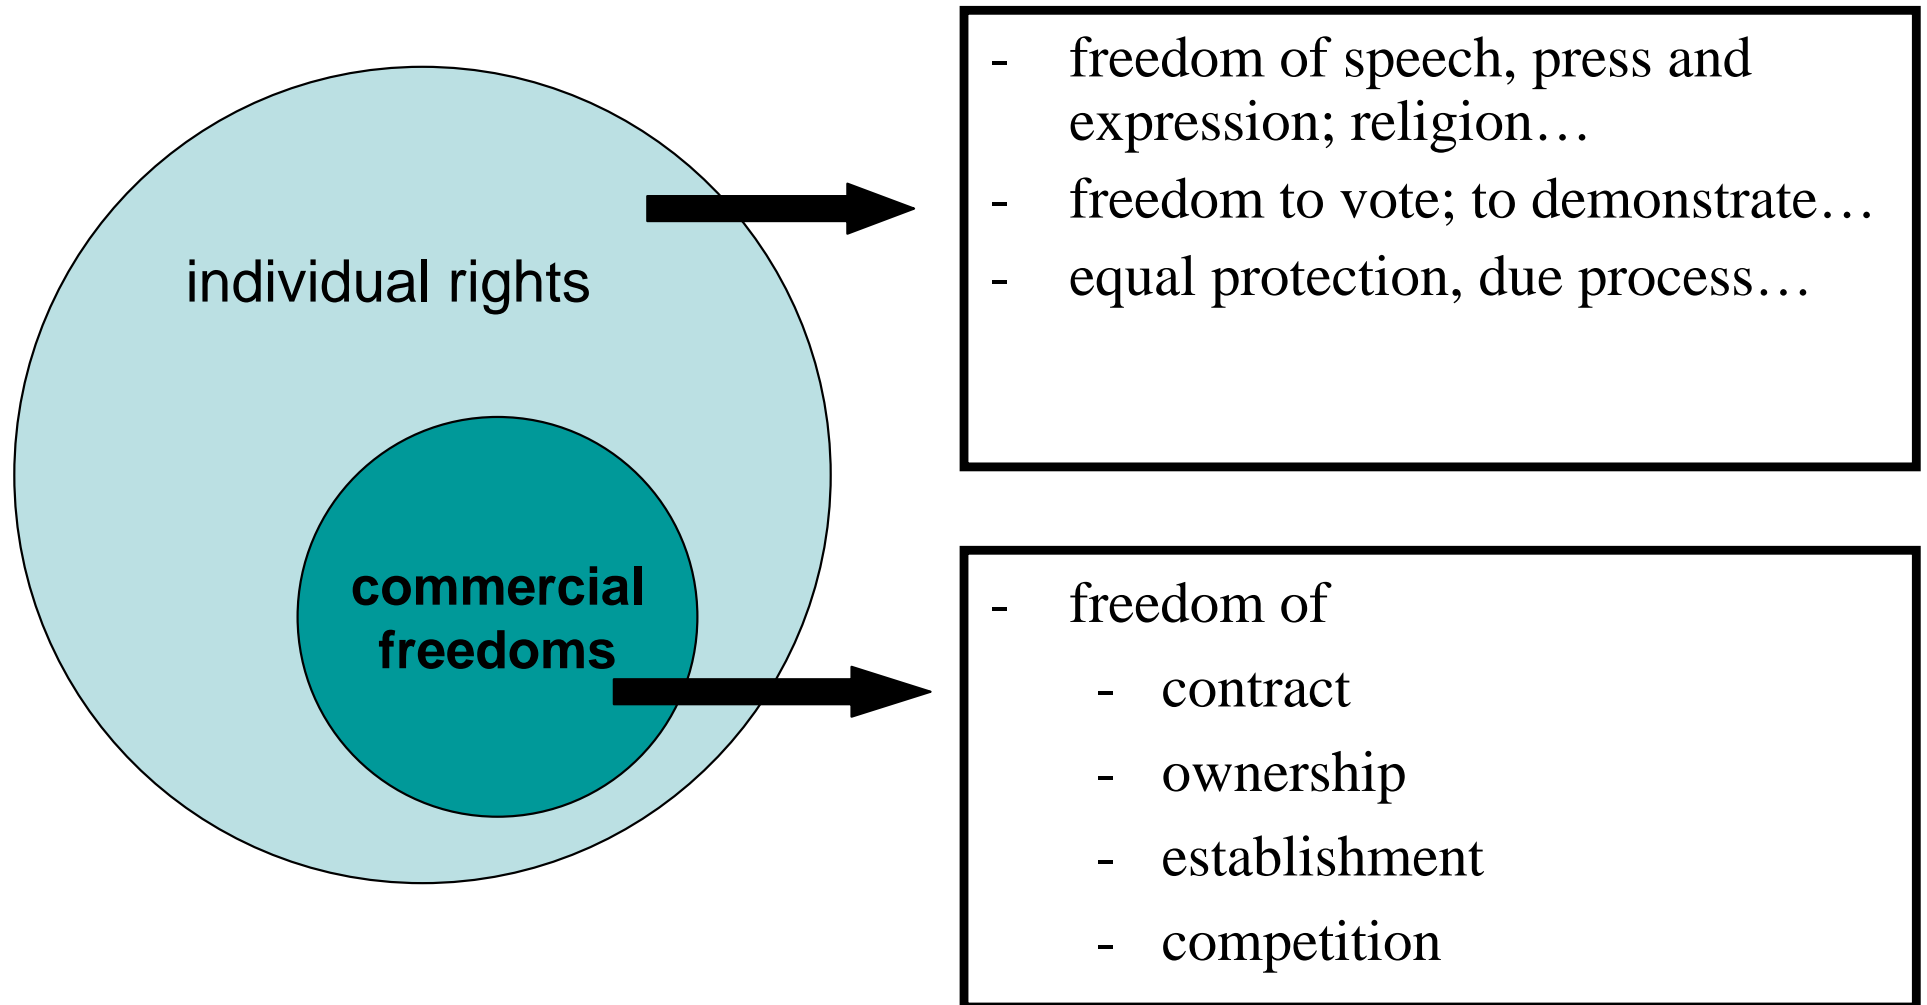 individual rights
commercial
freedoms
- freedom of speech, press and
expression; religion…
- freedom to vote; to demonstrate…
- equal protection, due process…
- freedom of
- contract
- ownership
- establishment
- competition